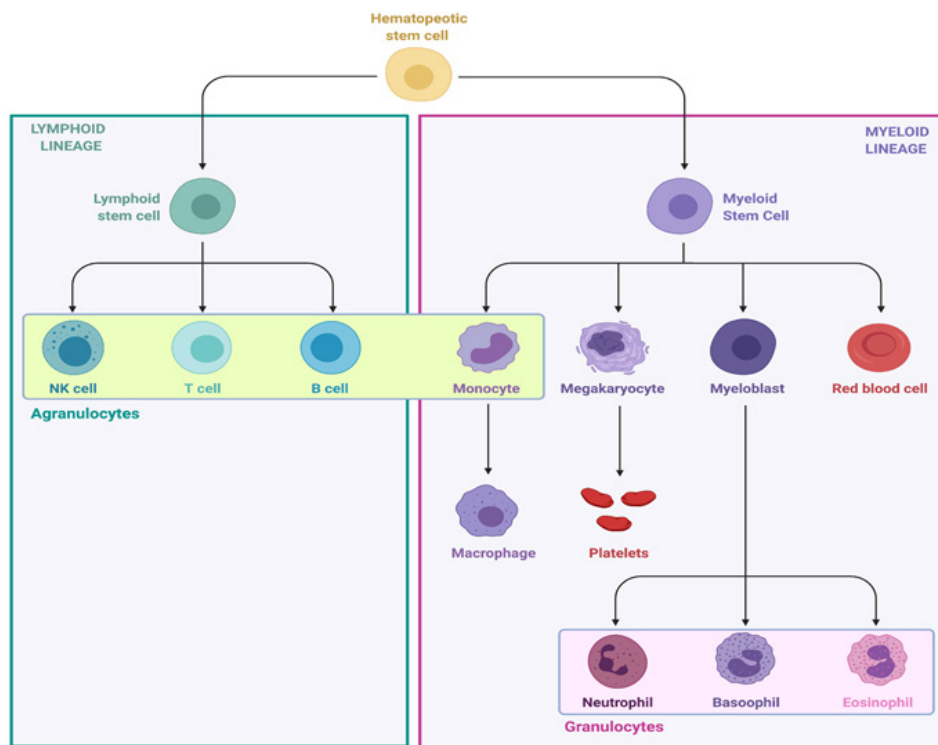 Hematopeotic
stem cell
LYMPHOID
LINEAGE
MYELOID
LINEAGE
Lymphoid
stem cell
Myeloid
Stem Cell
NK cell
T cell
B cell
Monocyte
Megakaryocyte
Myeloblast
Red blood cell
Agranulocytes
Macrophage
Platelets
Neutrophil
Basoophil
Eosinophil
Granulocytes